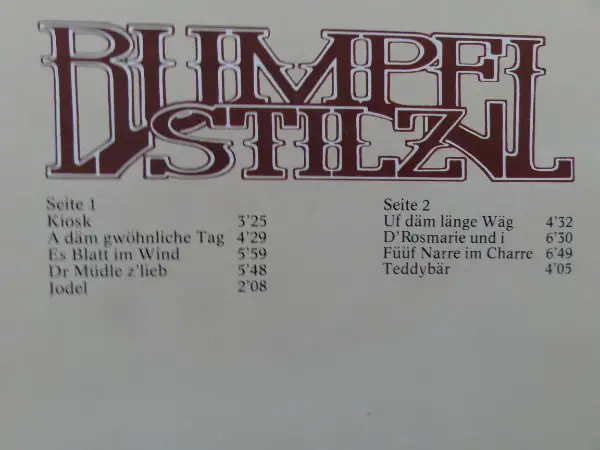 RUMPEL
STILZ
Seite 1
Kiosk 3'25
A däm gwöhnliche Tag 4'29
Es Blatt im Wind 5'59
Dr Müdle z'lieb 5'48
Jodel 2'08
Seite 2
Uf däm länge Wäg 4'32
D'Rosmarie und i 6'30
Füüf Narre im Charre 6'49
Teddybär 4'05